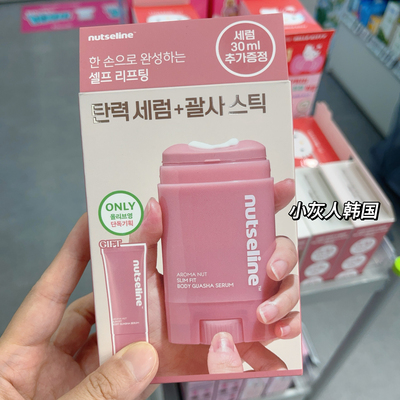 nutseline™
한 손으로 완성하는
셀프 리프팅
세럼
30ml
추가증정
탄력 세럼+괄사 스틱
ONLY
올리브영
단독기획
GIFT
nutseline
nutseline™
AROMA NUT
SLIM FIT
BODY GUASHA SERUM
小灰人韩国